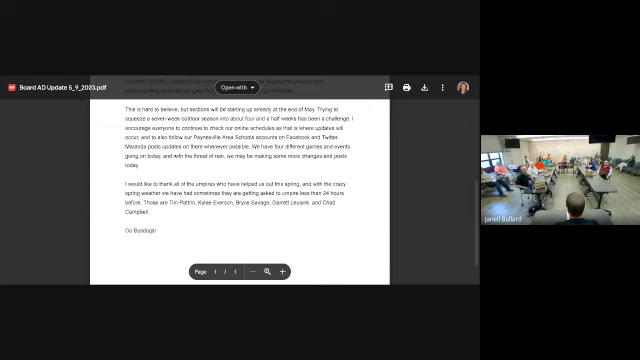 Board AD Update 5_9_2023.pdf
Open with
This is hard to believe, but sections will be starting up already at the end of May. Trying to
squeeze a seven week outdoor season into about four and a half weeks has been a challenge. I
encourage everyone to continue to check our online schedules as that is where updates will
occur, and to also follow our Paynesville Area Schools accounts on Facebook and Twitter.
Maranda posts updates on there whenever possible. We have four different games and events
going on today, and with the threat of rain, we may be making some more changes and posts
today.
I would like to thank all of the umpires who have helped us out this spring, and with the crazy
spring weather we have had sometimes they are getting asked to umpire less than 24 hours
before. Those are Tim Pattrin, Kylee Everson, Bryce Savage, Garrett Leusink, and Chad
Campbell.
Go Bulldogs!
Page 1 / 1
Janell Bullard